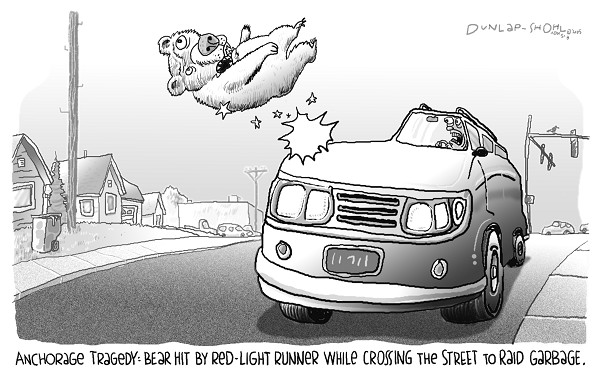 DUNLAP-SHOHL
ANCHORAGE TRAGEDY: BEAR HIT BY RED-LIGHT RUNNER WHILE CROSSING THE STREET TO RAID GARBAGE.